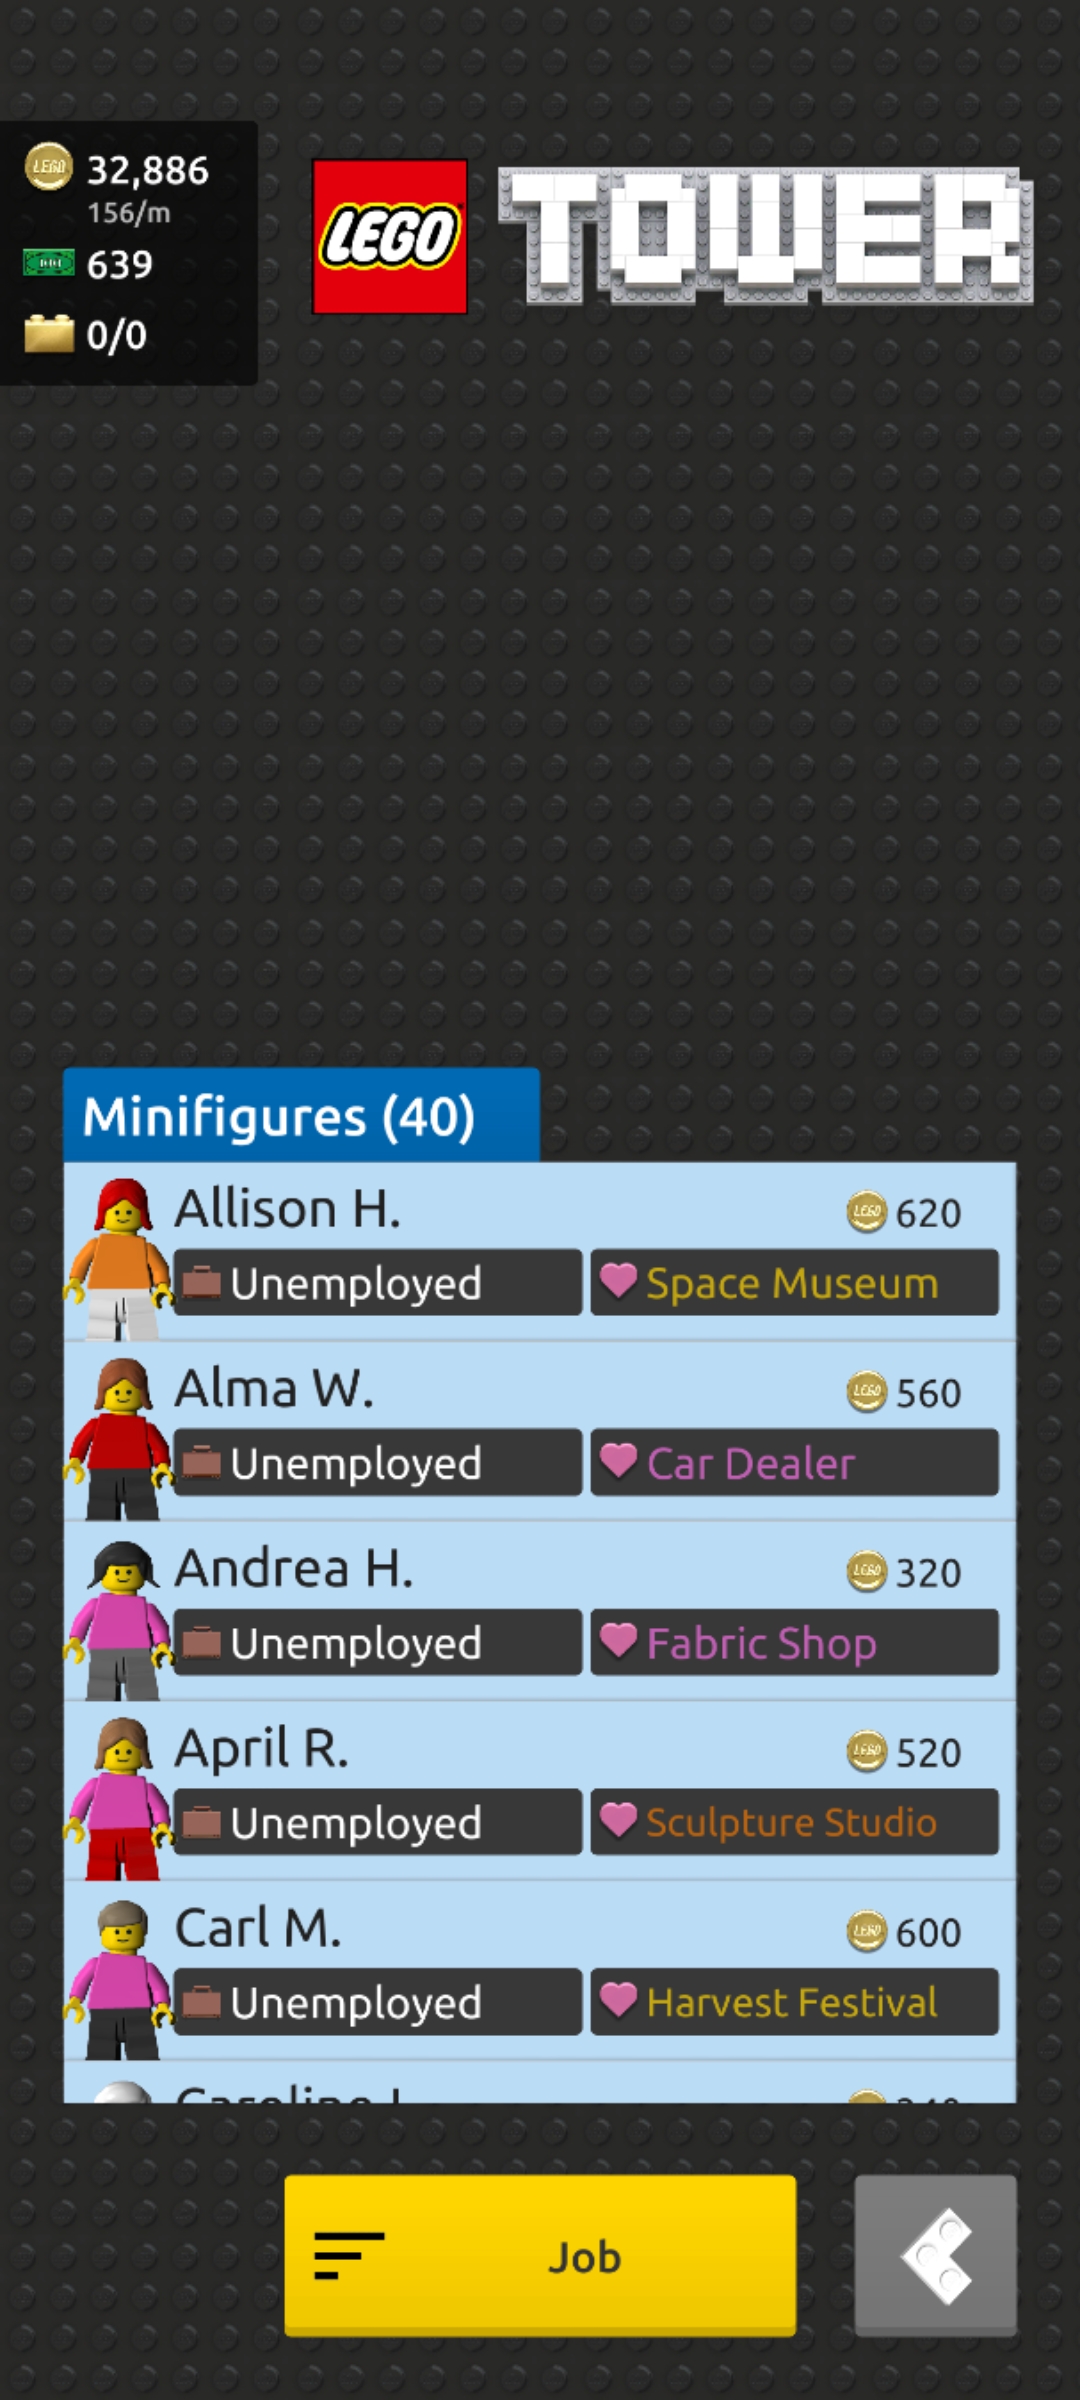 32,886
156/m
639
0/0
LEGO
TOWER
Minifigures (40)
Allison H.
620
Unemployed
Space Museum
Alma W.
560
Unemployed
Car Dealer
Andrea H.
320
Unemployed
Fabric Shop
April R.
520
Unemployed
Sculpture Studio
Carl M.
600
Unemployed
Harvest Festival
Job